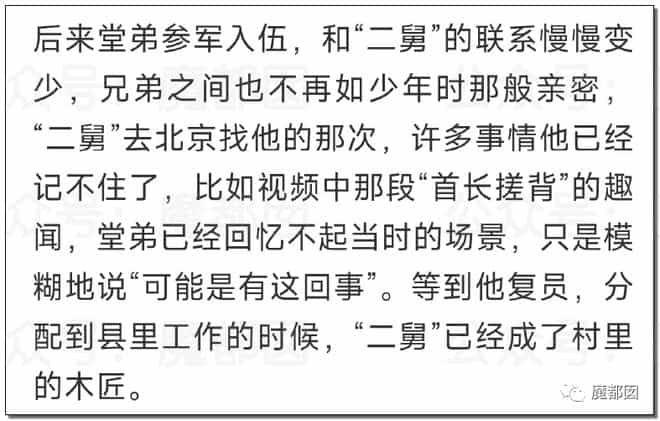 后来堂弟参军入伍，和“二舅”的联系慢慢变
少，兄弟之间也不再如少年时那般亲密，
“二舅”去北京找他的那次，许多事情他已经
记不住了，比如视频中那段“首长搓背”的趣
闻，堂弟已经回忆不起当时的场景，只是模
糊地说“可能是有这回事”。等到他复员，分
配到县里工作的时候，“二舅”已经成了村里
的木匠。
魔都囡